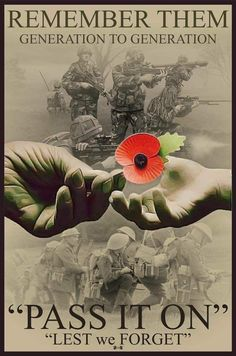 REMEMBER THEM
GENERATION TO GENERATION
"PASS IT ON"
"LEST we FORGET"